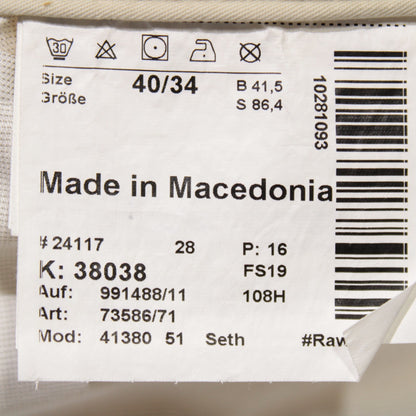 30
Size 40/34 B 41,5
Größe S 86,4
10281093
Made in Macedonia
# 24117 28 P: 16
K: 38038 FS19
Auf: 991488/11 108H
Art: 73586/71
Mod: 41380 51 Seth #Raw